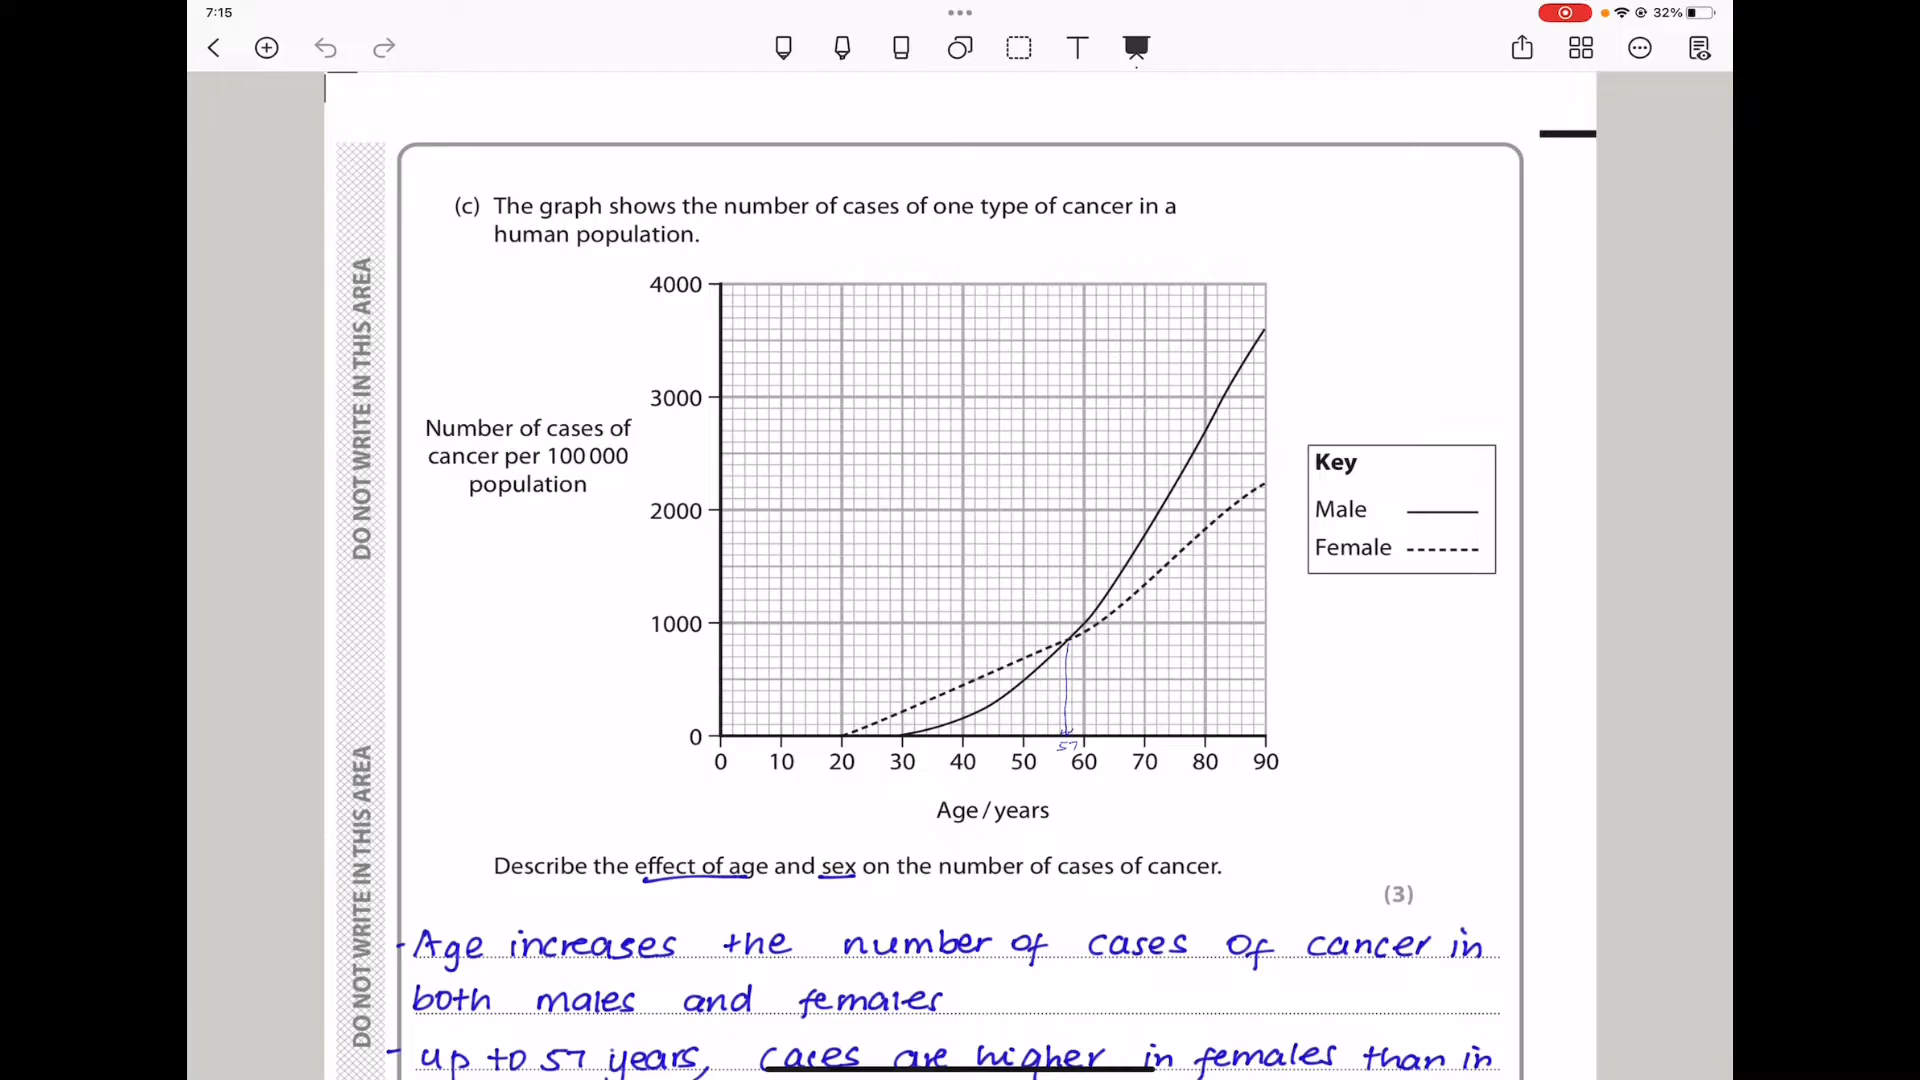 7:15
32%
(c) The graph shows the number of cases of one type of cancer in a
human population.
4000
3000
2000
1000
0
Number of cases of
cancer per 100 000
population
Key
Male
Female
57
0 10 20 30 40 50 60 70 80 90
Age / years
Describe the effect of age and sex on the number of cases of cancer.
(3)
- Age increases the number of cases of cancer in
both males and females
- up to 57 years, cases are higher in females than in
DO NOT WRITE IN THIS AREA
DO NOT WRITE IN THIS AREA